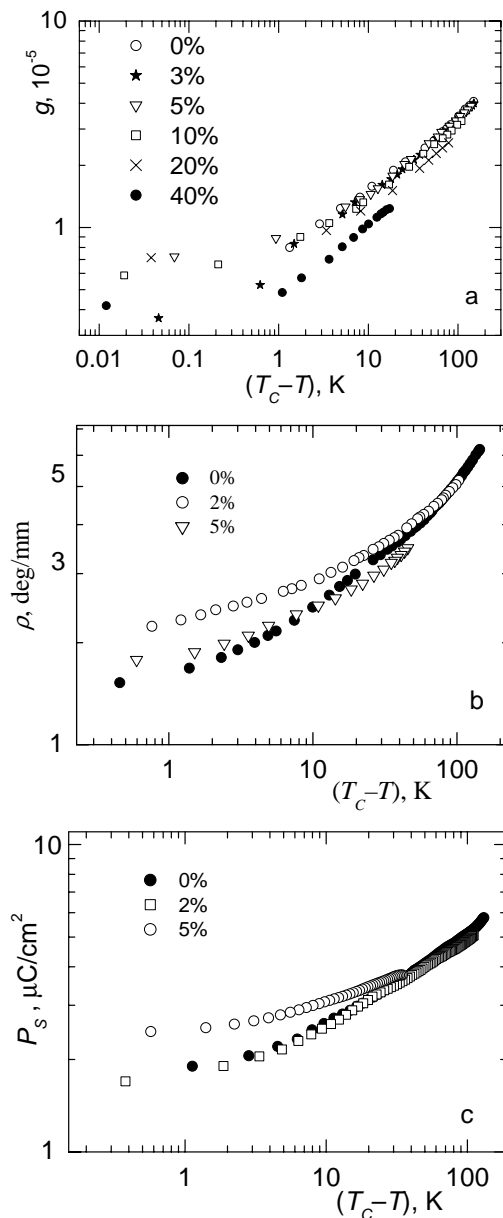 10
g, 10⁻⁵
0%
3%
5%
10%
20%
40%
1
a
0.01 0.1 1 10 100
(T_C–T), K
5
ρ, deg/mm
0%
2%
5%
3
b
1
1 10 100
(T_C–T), K
10
P_S, μC/cm²
0%
2%
5%
c
1
1 10 100
(T_C–T), K